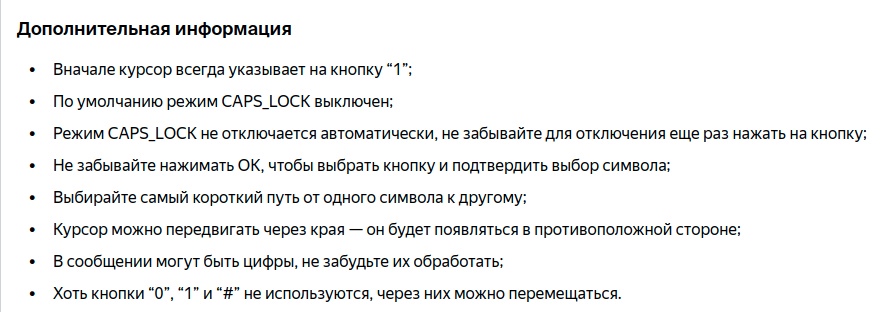 Дополнительная информация
• Вначале курсор всегда указывает на кнопку “1”;
• По умолчанию режим CAPS_LOCK выключен;
• Режим CAPS_LOCK не отключается автоматически, не забывайте для отключения еще раз нажать на кнопку;
• Не забывайте нажимать OK, чтобы выбрать кнопку и подтвердить выбор символа;
• Выбирайте самый короткий путь от одного символа к другому;
• Курсор можно передвигать через края — он будет появляться в противоположной стороне;
• В сообщении могут быть цифры, не забудьте их обработать;
• Хоть кнопки “0”, “1” и “#” не используются, через них можно перемещаться.